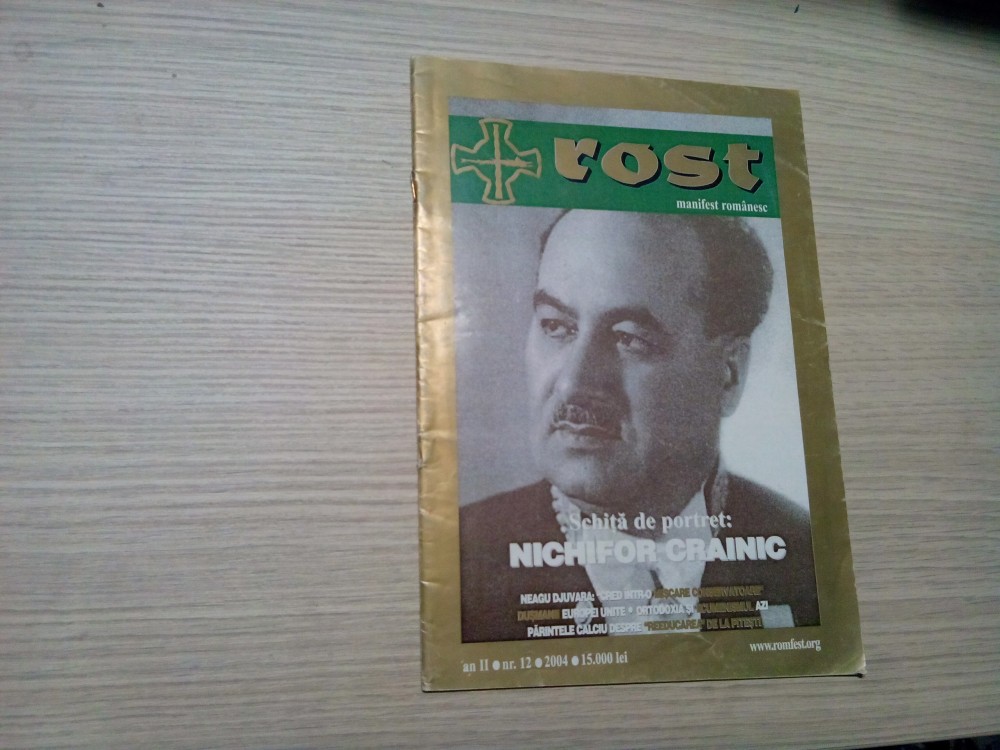 rost
manifest românesc
Schiță de portret:
NICHIFOR CRAINIC
NEAGU DJUVARA: "CRED INTR-O MIȘCARE CONSERVATOARE"
DUȘMANII EUROPEI UNITE • ORTODOXIA ȘI ECUMENISMUL AZI
PĂRINTELE CALCIU DESPRE "REEDUCAREA" DE LA PITEȘTI
www.romfest.org
an II ● nr. 12 ● 2004 ● 15.000 lei